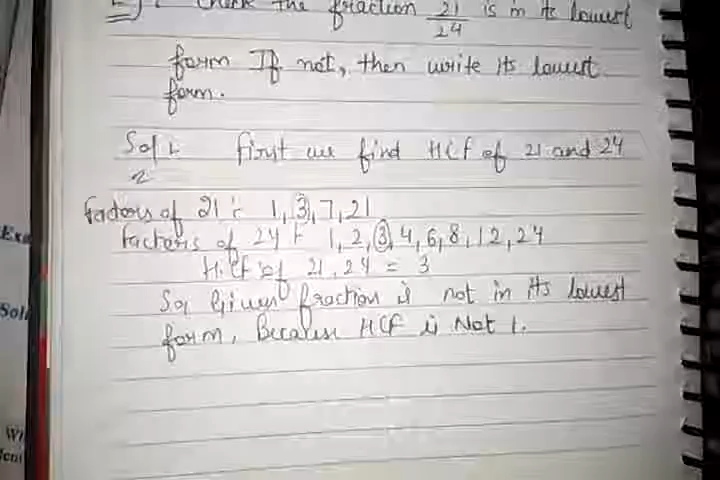 Check the fraction 21/24 is in its lowest
form If not, then write its lowest
form.
Sol: First we find HCF of 21 and 24
Factors of 21 : 1, 3, 7, 21
Factors of 24 : 1, 2, 3, 4, 6, 8, 12, 24
H.C.F of 21, 24 = 3
So, Given fraction is not in its lowest
form, Because HCF is Not 1.
Exa
Sol